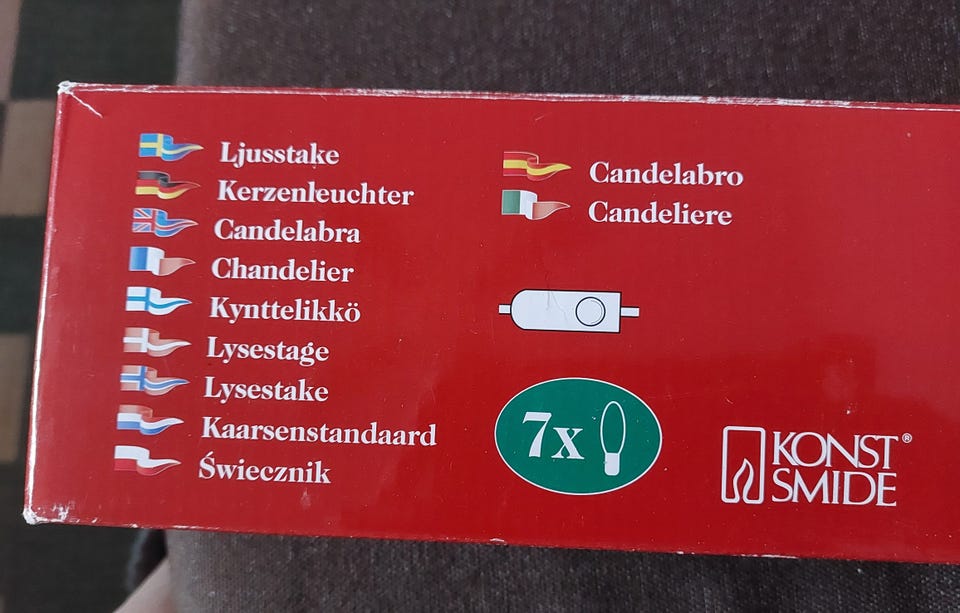 Ljusstake
Kerzenleuchter
Candelabra
Chandelier
Kynttelikkö
Lysestage
Lysestake
Kaarsenstandaard
Świecznik
Candelabro
Candeliere
7x
KONST®
SMIDE